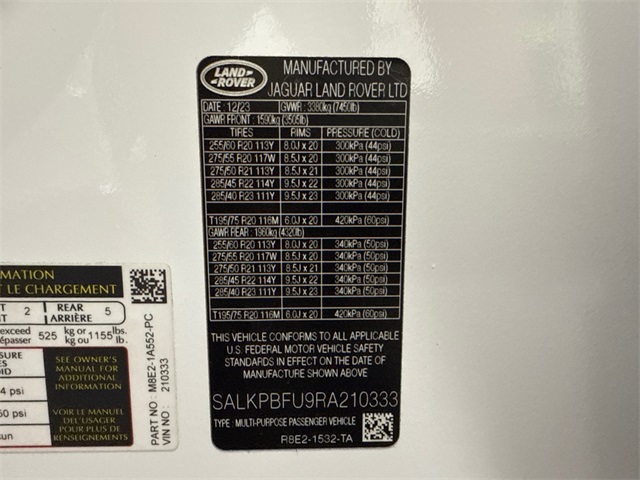 LAND ROVER
MANUFACTURED BY
JAGUAR LAND ROVER LTD
DATE : 12/23 GVWR : 3380kg (7450lb)
GAWR FRONT : 1590kg (3505lb)
TIRES RIMS PRESSURE (COLD)
255/60 R20 113Y 8.0J x 20 300kPa (44psi)
275/55 R20 117W 8.5J x 20 300kPa (44psi)
275/50 R21 113Y 8.5J x 21 300kPa (44psi)
285/45 R22 114Y 9.5J x 22 300kPa (44psi)
285/40 R23 111Y 9.5J x 23 300kPa (44psi)
T195/75 R20 116M 6.0J x 20 420kPa (60psi)
GAWR REAR : 1960kg (4320lb)
255/60 R20 113Y 8.0J x 20 340kPa (50psi)
275/55 R20 117W 8.5J x 20 340kPa (50psi)
275/50 R21 113Y 8.5J x 21 340kPa (50psi)
285/45 R22 114Y 9.5J x 22 340kPa (50psi)
285/40 R23 111Y 9.5J x 23 340kPa (50psi)
T195/75 R20 116M 6.0J x 20 420kPa (60psi)
THIS VEHICLE CONFORMS TO ALL APPLICABLE
U.S. FEDERAL MOTOR VEHICLE SAFETY
STANDARDS IN EFFECT ON THE DATE OF
MANUFACTURE SHOWN ABOVE.
SALKPBFU9RA210333
TYPE : MULTI-PURPOSE PASSENGER VEHICLE
R8E2-1532-TA
MATION
T LE CHARGEMENT
T 2 REAR 5
NT ARRIÈRE
exceed 525 kg or 1155 lbs.
dépasser kg ou lb.
SURE
ES
OID
4 psi
60 psi
sun
SEE OWNER'S
MANUAL FOR
ADDITIONAL
INFORMATION
VOIR LE MANUEL
DE L'USAGER
POUR PLUS DE
RENSEIGNEMENTS
PART NO : M8E2-1A552-PC
VIN NO : 210333